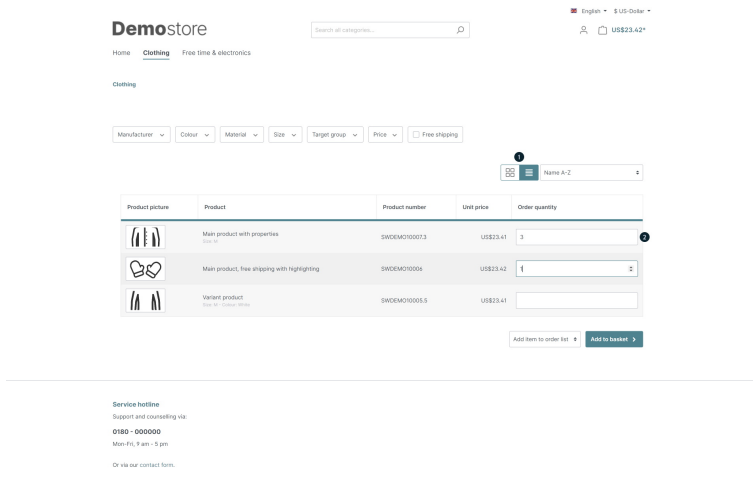 English $ US-Dollar
Demostore
Search all categories...
US$23.42*
Home Clothing Free time & electronics
Clothing
Manufacturer Colour Material Size Target group Price Free shipping
1
Name A-Z
Product picture Product Product number Unit price Order quantity
Main product with properties SWDEMO10007.3 US$23.41 3 2
Size: M
Main product, free shipping with highlighting SWDEMO10006 US$23.42 1
Variant product SWDEMO10005.5 US$23.41
Size: M - Colour: White
Add item to order list Add to basket
Service hotline
Support and counselling via:
0180 - 000000
Mon-Fri, 9 am - 5 pm
Or via our contact form.